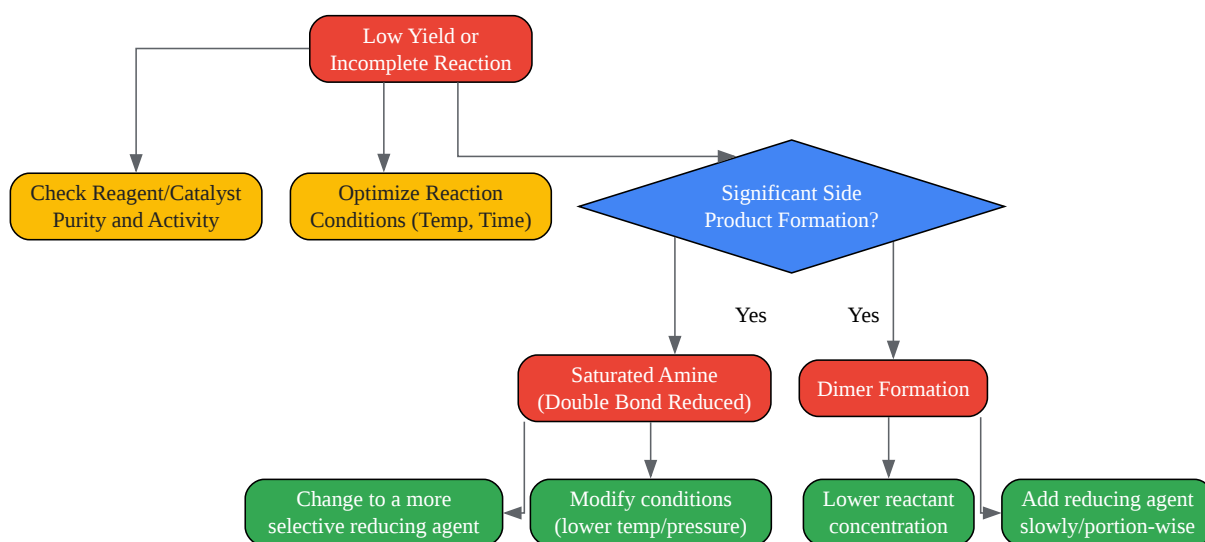 Low Yield or
Incomplete Reaction
Check Reagent/Catalyst
Purity and Activity
Optimize Reaction
Conditions (Temp, Time)
Significant Side
Product Formation?
Yes
Yes
Saturated Amine
(Double Bond Reduced)
Dimer Formation
Change to a more
selective reducing agent
Modify conditions
(lower temp/pressure)
Lower reactant
concentration
Add reducing agent
slowly/portion-wise